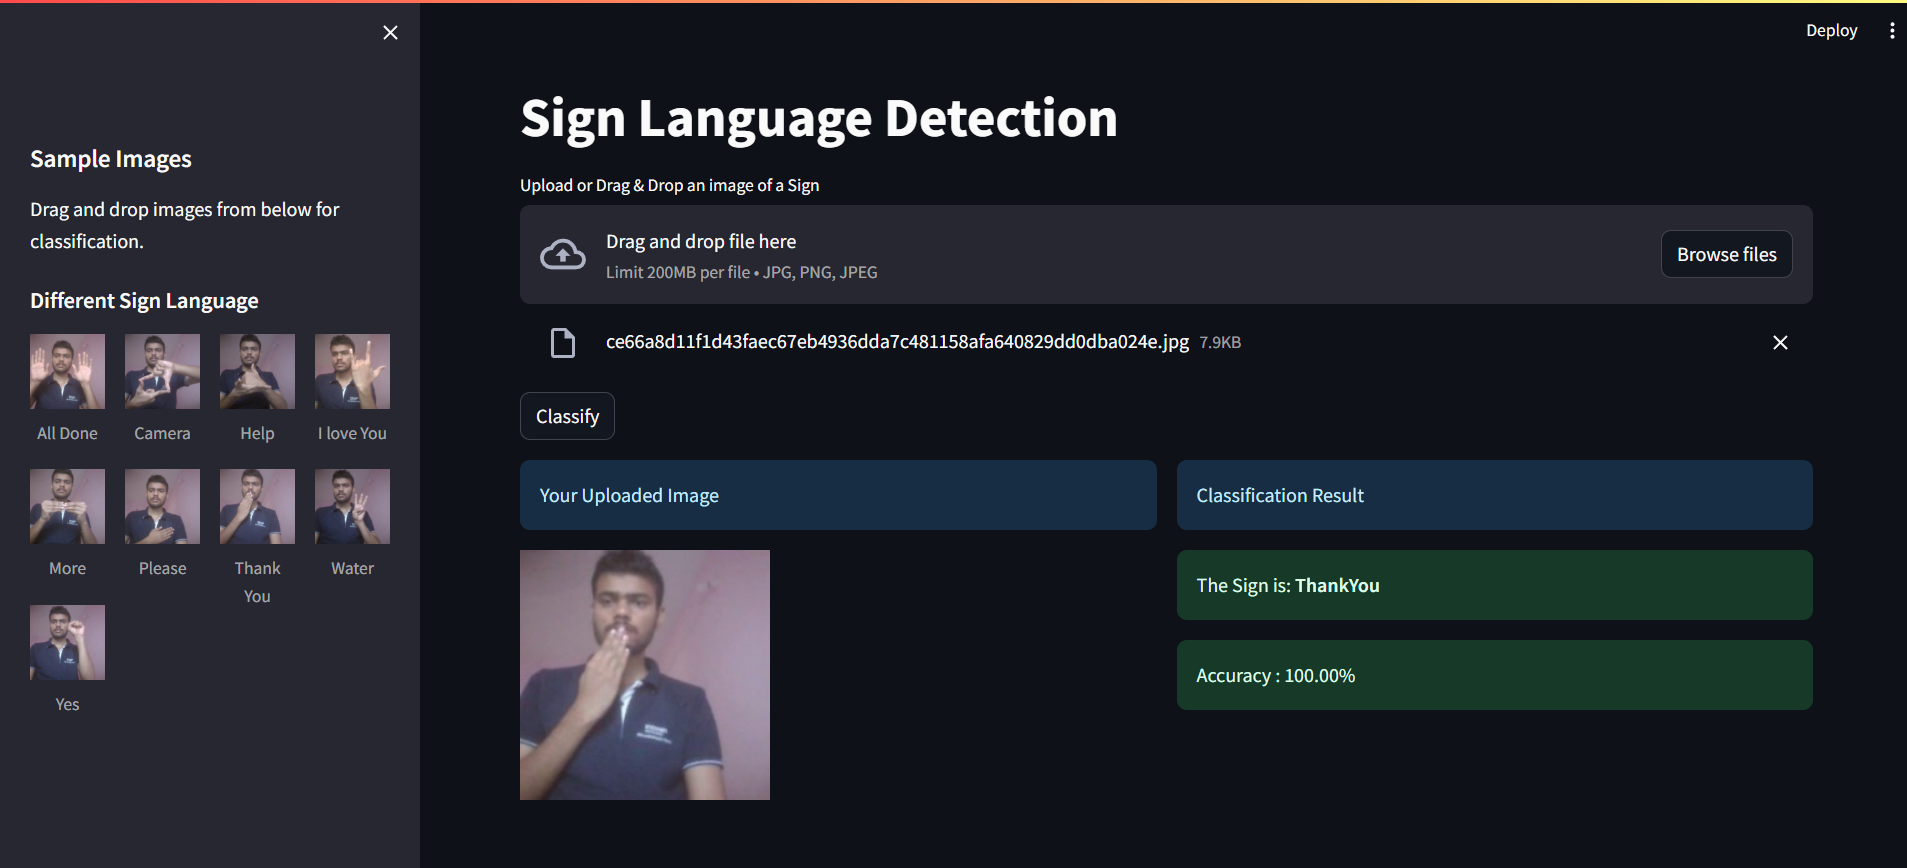 Deploy
Sample Images
Drag and drop images from below for
classification.
Different Sign Language
All Done
Camera
Help
I love You
More
Please
Thank
You
Water
Yes
Sign Language Detection
Upload or Drag & Drop an image of a Sign
Drag and drop file here
Limit 200MB per file • JPG, PNG, JPEG
Browse files
ce66a8d11f1d43faec67eb4936dda7c481158afa640829dd0dba024e.jpg 7.9KB
Classify
Your Uploaded Image
Classification Result
The Sign is: ThankYou
Accuracy : 100.00%